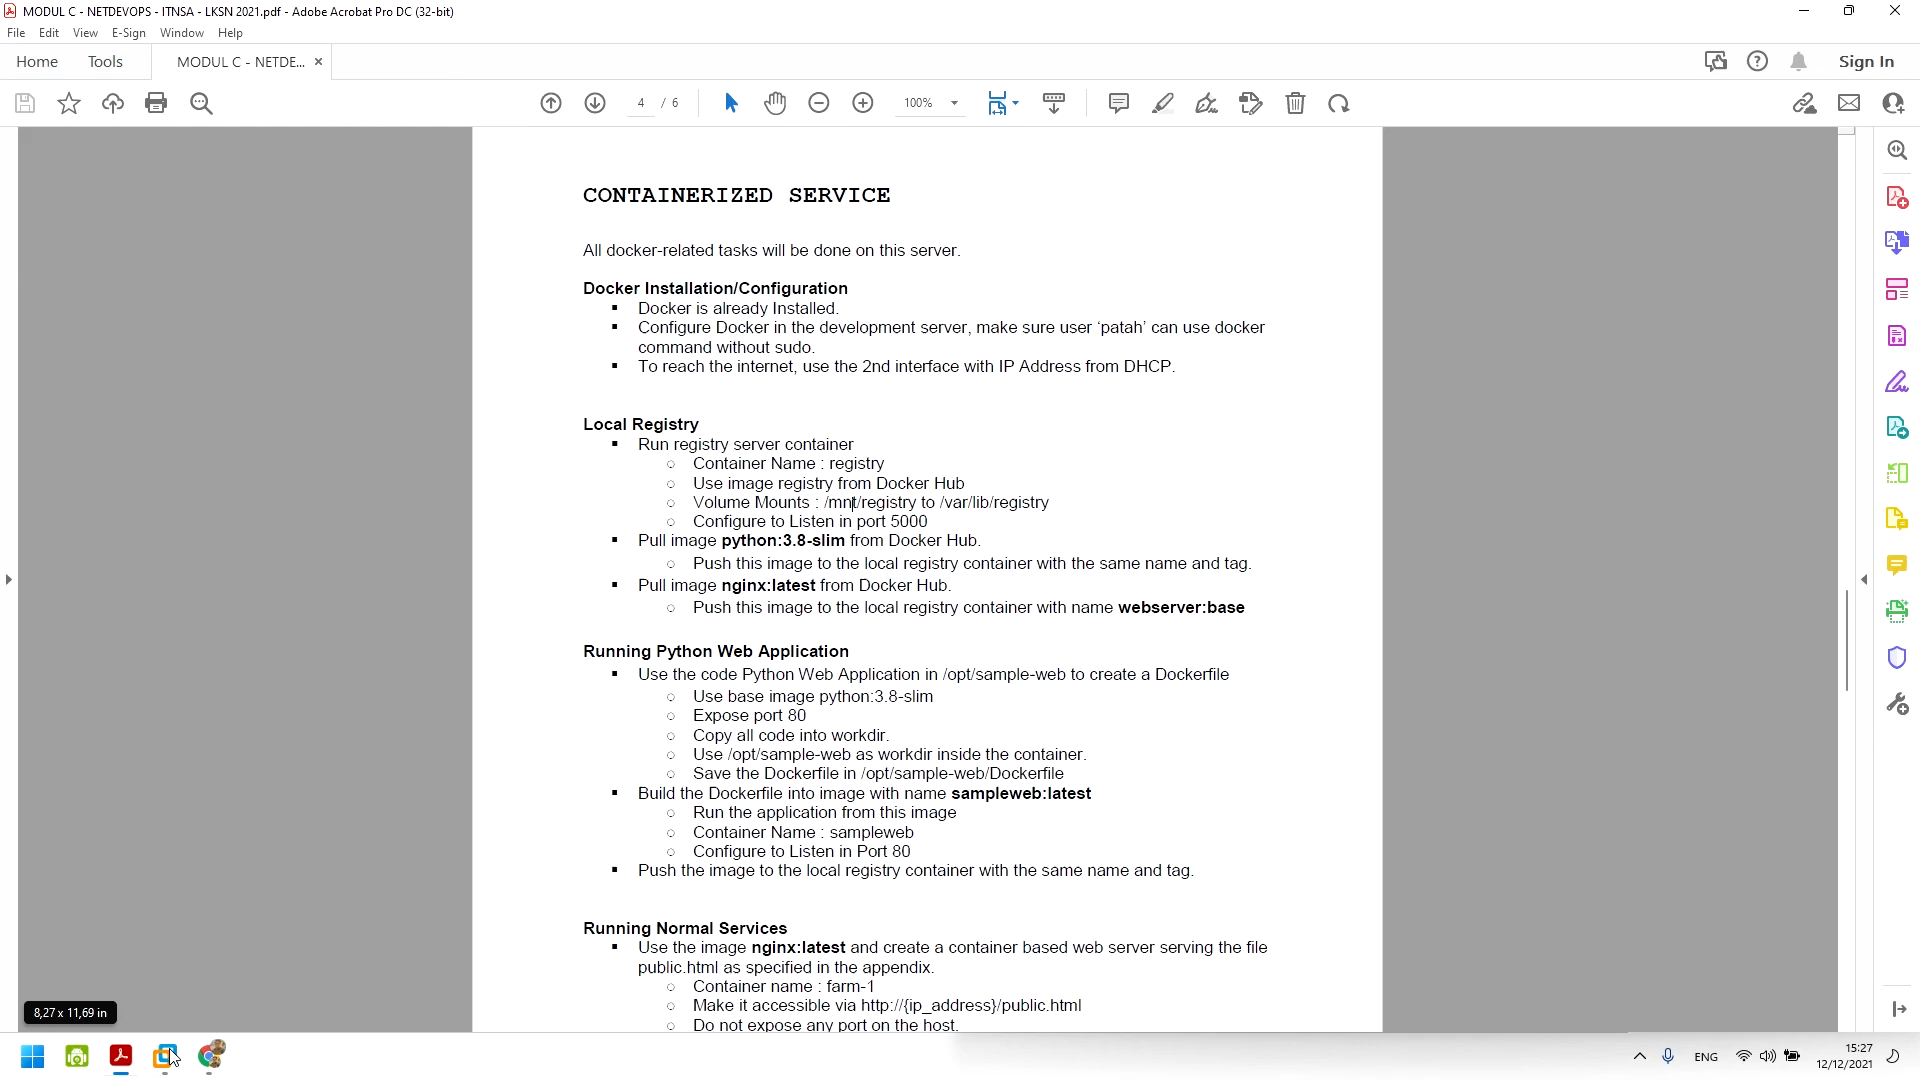 MODUL C - NETDEVOPS - ITNSA - LKSN 2021.pdf - Adobe Acrobat Pro DC (32-bit)
File Edit View E-Sign Window Help
Home Tools MODUL C - NETDE... × Sign In
4 / 6 100%
CONTAINERIZED SERVICE
All docker-related tasks will be done on this server.
Docker Installation/Configuration
▪ Docker is already Installed.
▪ Configure Docker in the development server, make sure user ‘patah’ can use docker
command without sudo.
▪ To reach the internet, use the 2nd interface with IP Address from DHCP.
Local Registry
▪ Run registry server container
○ Container Name : registry
○ Use image registry from Docker Hub
○ Volume Mounts : /mnt/registry to /var/lib/registry
○ Configure to Listen in port 5000
▪ Pull image python:3.8-slim from Docker Hub.
○ Push this image to the local registry container with the same name and tag.
▪ Pull image nginx:latest from Docker Hub.
○ Push this image to the local registry container with name webserver:base
Running Python Web Application
▪ Use the code Python Web Application in /opt/sample-web to create a Dockerfile
○ Use base image python:3.8-slim
○ Expose port 80
○ Copy all code into workdir.
○ Use /opt/sample-web as workdir inside the container.
○ Save the Dockerfile in /opt/sample-web/Dockerfile
▪ Build the Dockerfile into image with name sampleweb:latest
○ Run the application from this image
○ Container Name : sampleweb
○ Configure to Listen in Port 80
▪ Push the image to the local registry container with the same name and tag.
Running Normal Services
▪ Use the image nginx:latest and create a container based web server serving the file
public.html as specified in the appendix.
○ Container name : farm-1
○ Make it accessible via http://{ip_address}/public.html
○ Do not expose any port on the host.
8,27 x 11,69 in
ENG 15:27
12/12/2021